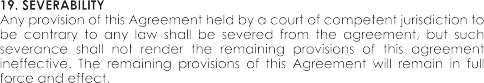 19. SEVERABILITY
Any provision of this Agreement held by a court of competent jurisdiction to
be contrary to any law shall be severed from the agreement, but such
severance shall not render the remaining provisions of this agreement
ineffective. The remaining provisions of this Agreement will remain in full
force and effect.